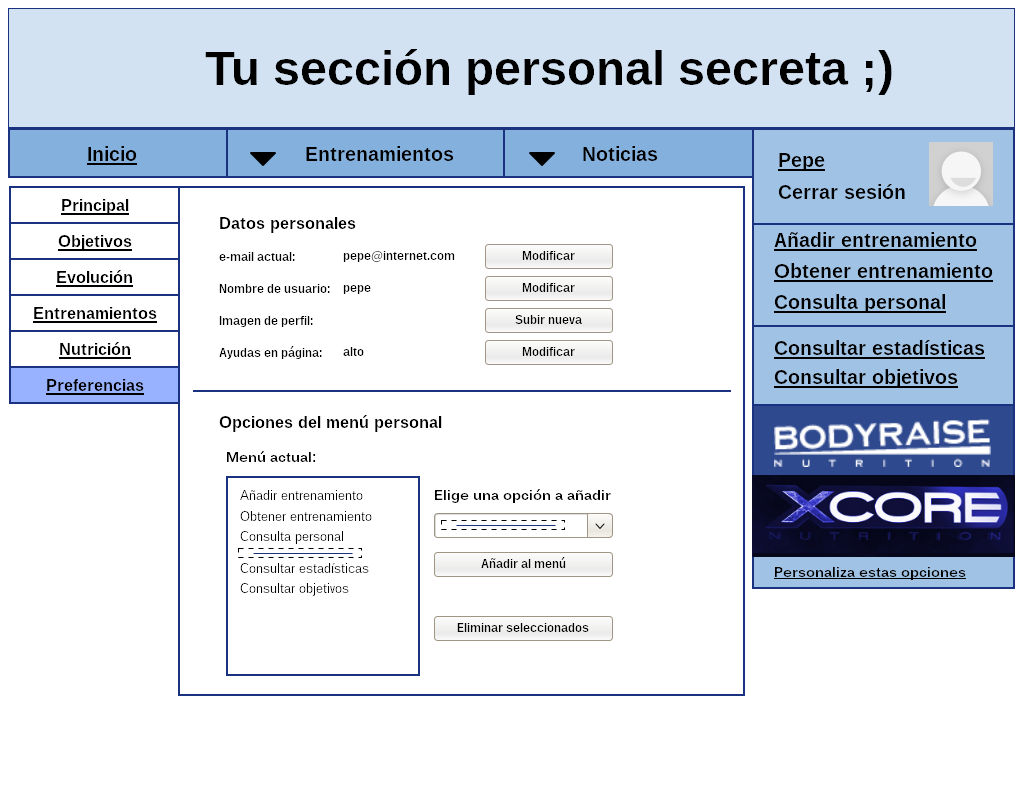 Tu sección personal secreta ;)
Inicio
Entrenamientos
Noticias
Pepe
Cerrar sesión
Principal
Objetivos
Evolución
Entrenamientos
Nutrición
Preferencias
Datos personales
e-mail actual: pepe@internet.com Modificar
Nombre de usuario: pepe Modificar
Imagen de perfil: Subir nueva
Ayudas en página: alto Modificar
Opciones del menú personal
Menú actual:
Añadir entrenamiento
Obtener entrenamiento
Consulta personal
Consultar estadísticas
Consultar objetivos
Elige una opción a añadir
Añadir al menú
Eliminar seleccionados
Añadir entrenamiento
Obtener entrenamiento
Consulta personal
Consultar estadísticas
Consultar objetivos
BODYRAISE
NUTRITION
XCORE
NUTRITION
Personaliza estas opciones